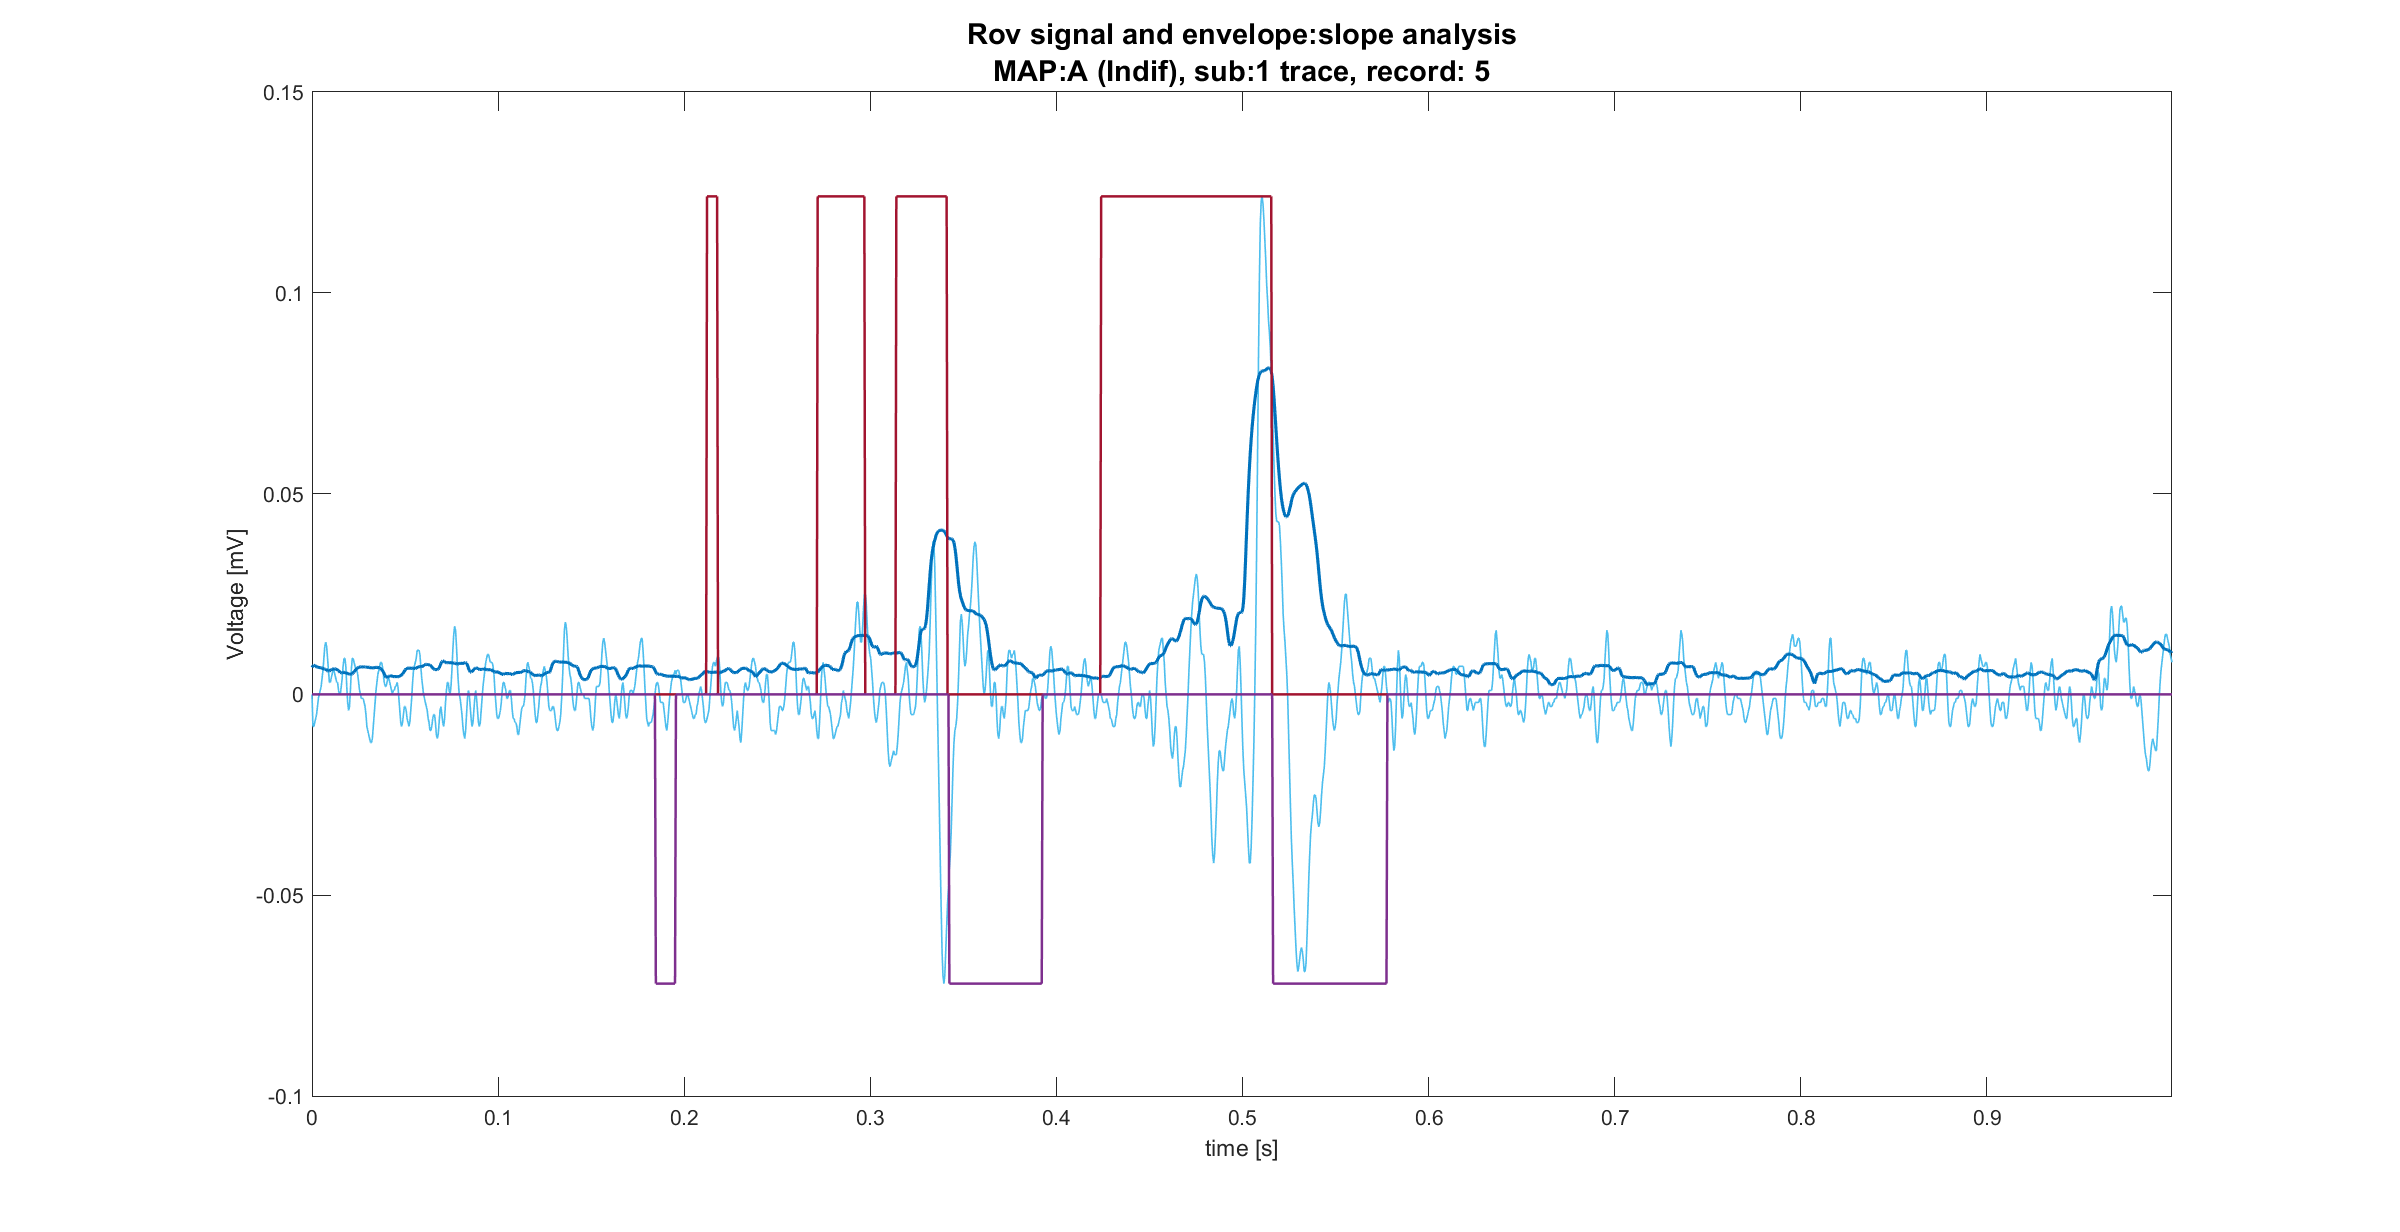 Rov signal and envelope:slope analysis
MAP:A (Indif), sub:1 trace, record: 5
0.15
0.1
0.05
0
-0.05
-0.1
Voltage [mV]
0 0.1 0.2 0.3 0.4 0.5 0.6 0.7 0.8 0.9
time [s]